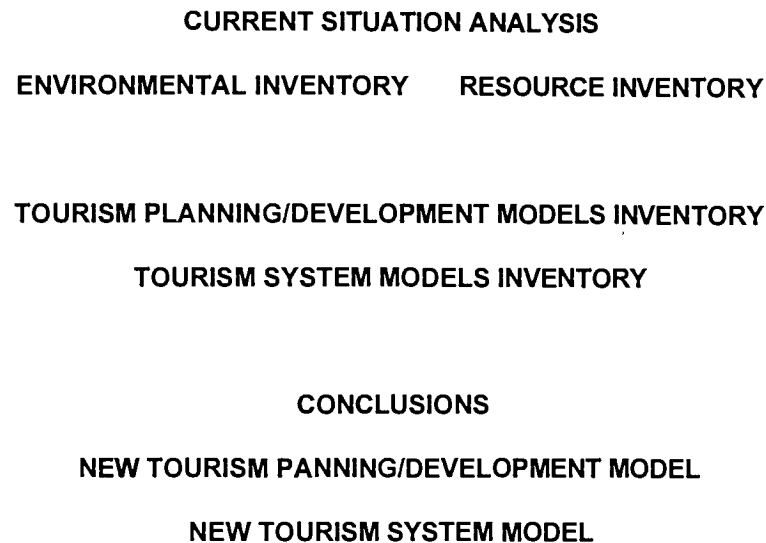 CURRENT SITUATION ANALYSIS
ENVIRONMENTAL INVENTORY RESOURCE INVENTORY
TOURISM PLANNING/DEVELOPMENT MODELS INVENTORY
TOURISM SYSTEM MODELS INVENTORY
CONCLUSIONS
NEW TOURISM PANNING/DEVELOPMENT MODEL
NEW TOURISM SYSTEM MODEL